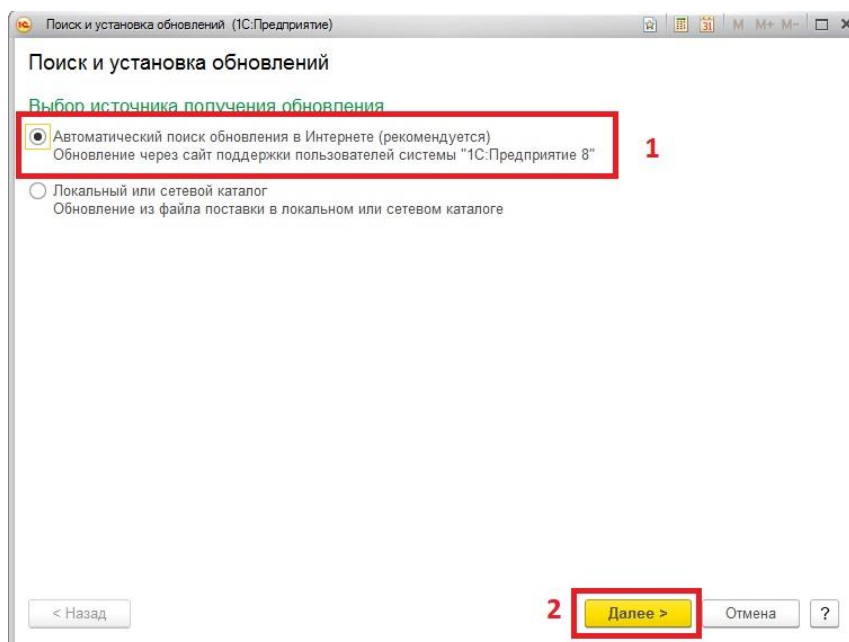 Поиск и установка обновлений (1С:Предприятие)
31 M M+ M-
Поиск и установка обновлений
Выбор источника получения обновления
Автоматический поиск обновления в Интернете (рекомендуется)
Обновление через сайт поддержки пользователей системы "1С:Предприятие 8"
1
Локальный или сетевой каталог
Обновление из файла поставки в локальном или сетевом каталоге
< Назад
2
Далее >
Отмена
?